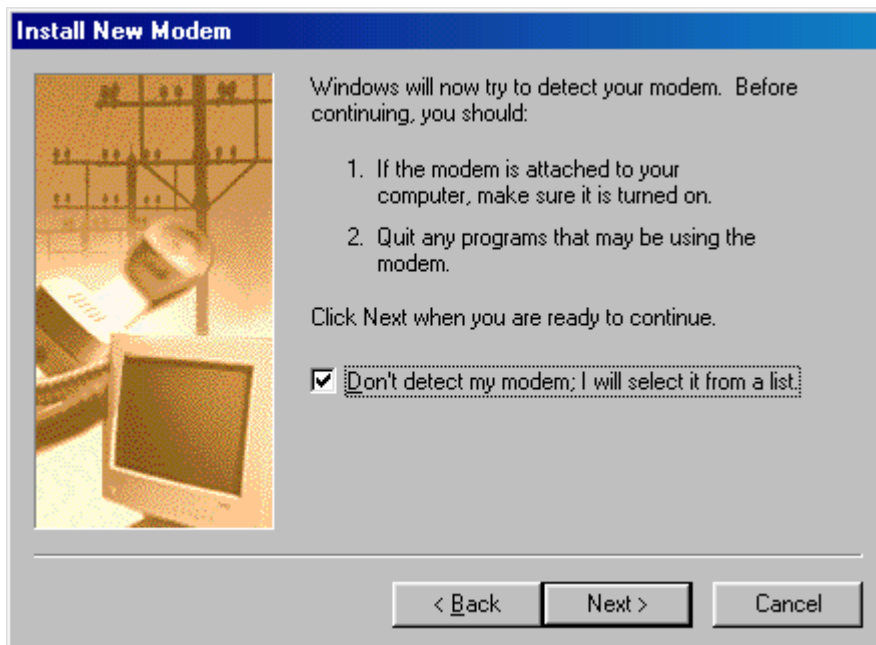 Install New Modem
Windows will now try to detect your modem. Before
continuing, you should:
1. If the modem is attached to your
computer, make sure it is turned on.
2. Quit any programs that may be using the
modem.
Click Next when you are ready to continue.
Don't detect my modem; I will select it from a list.
< Back
Next >
Cancel